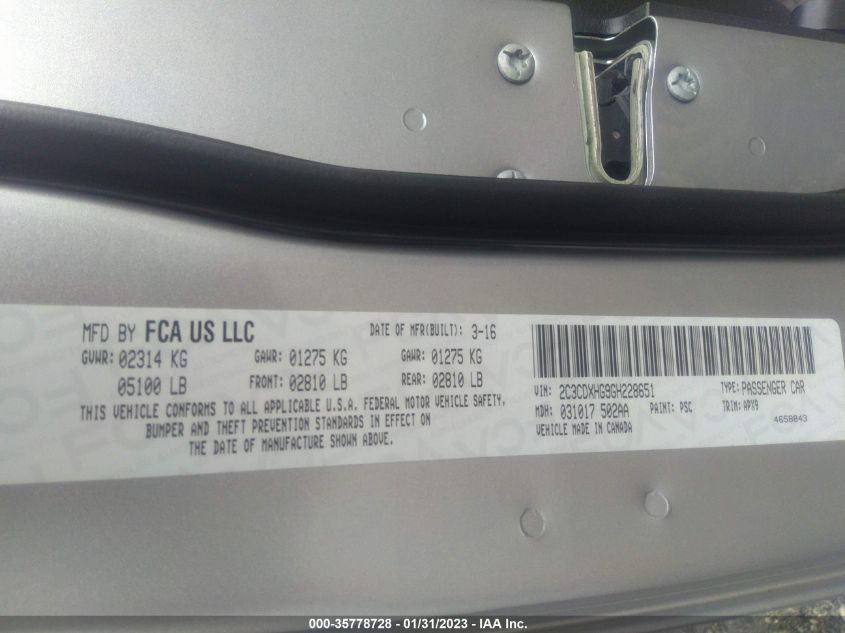 MFD BY FCA US LLC DATE OF MFR(BUILT): 3-16
GVWR: 02314 KG GAWR: 01275 KG GAWR: 01275 KG
05100 LB FRONT: 02810 LB REAR: 02810 LB
THIS VEHICLE CONFORMS TO ALL APPLICABLE U.S.A. FEDERAL MOTOR VEHICLE SAFETY,
BUMPER AND THEFT PREVENTION STANDARDS IN EFFECT ON
THE DATE OF MANUFACTURE SHOWN ABOVE.
VIN: 2C3CDXHG9GH228651 TYPE: PASSENGER CAR
MDH: 031017 502AA PAINT: PSC TRIM: APX9
VEHICLE MADE IN CANADA 4658043
000-35778728 - 01/31/2023 - © IAA Inc.